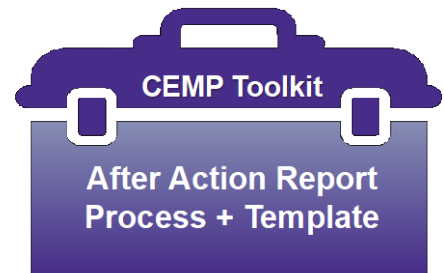 CEMP Toolkit
After Action Report
Process + Template